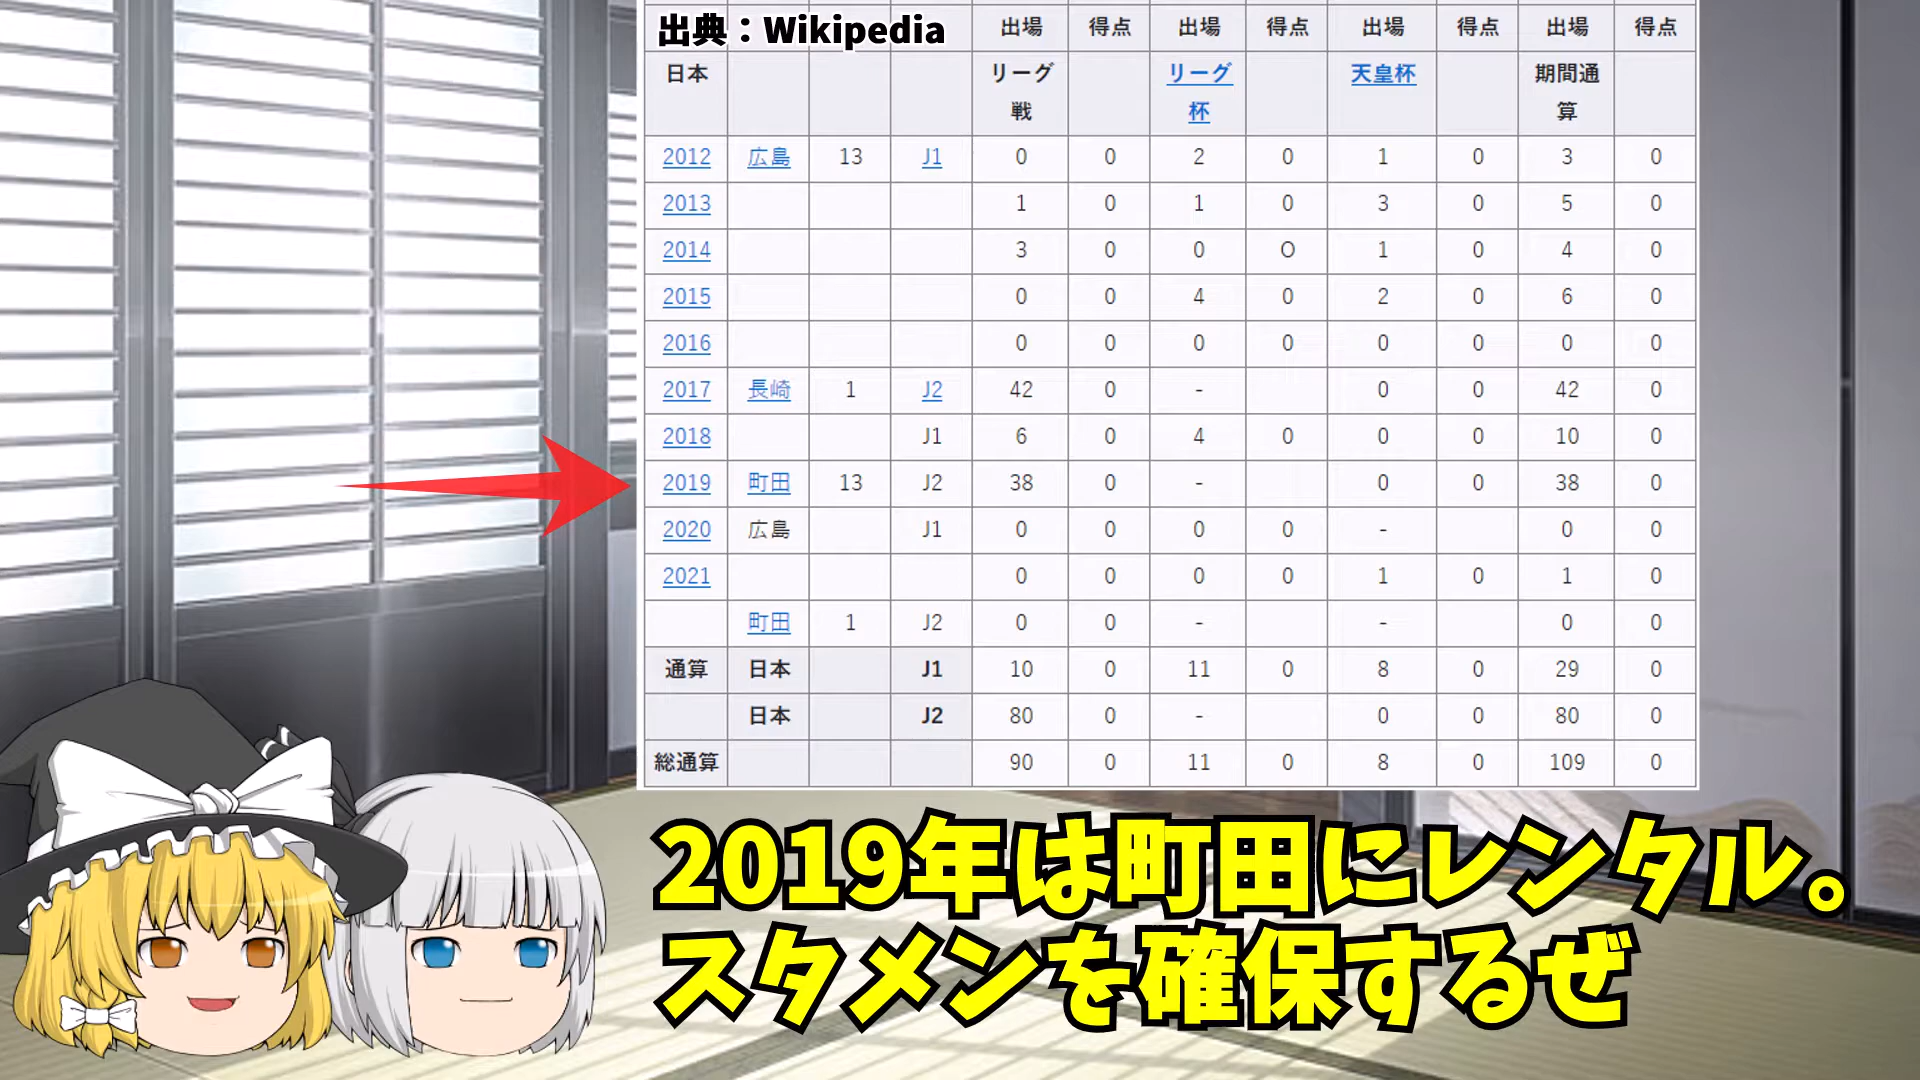 出典：Wikipedia
出場 得点 出場 得点 出場 得点 出場 得点
日本 リーグ戦 リーグ杯 天皇杯 期間通算
2012 広島 13 J1 0 0 2 0 1 0 3 0
2013 1 0 1 0 3 0 5 0
2014 3 0 0 O 1 0 4 0
2015 0 0 4 0 2 0 6 0
2016 0 0 0 0 0 0 0 0
2017 長崎 1 J2 42 0 - 0 0 42 0
2018 J1 6 0 4 0 0 0 10 0
2019 町田 13 J2 38 0 - 0 0 38 0
2020 広島 J1 0 0 0 0 - 0 0
2021 0 0 0 0 1 0 1 0
町田 1 J2 0 0 - - 0 0
通算 日本 J1 10 0 11 0 8 0 29 0
日本 J2 80 0 - 0 0 80 0
総通算 90 0 11 0 8 0 109 0
2019年は町田にレンタル。
スタメンを確保するぜ